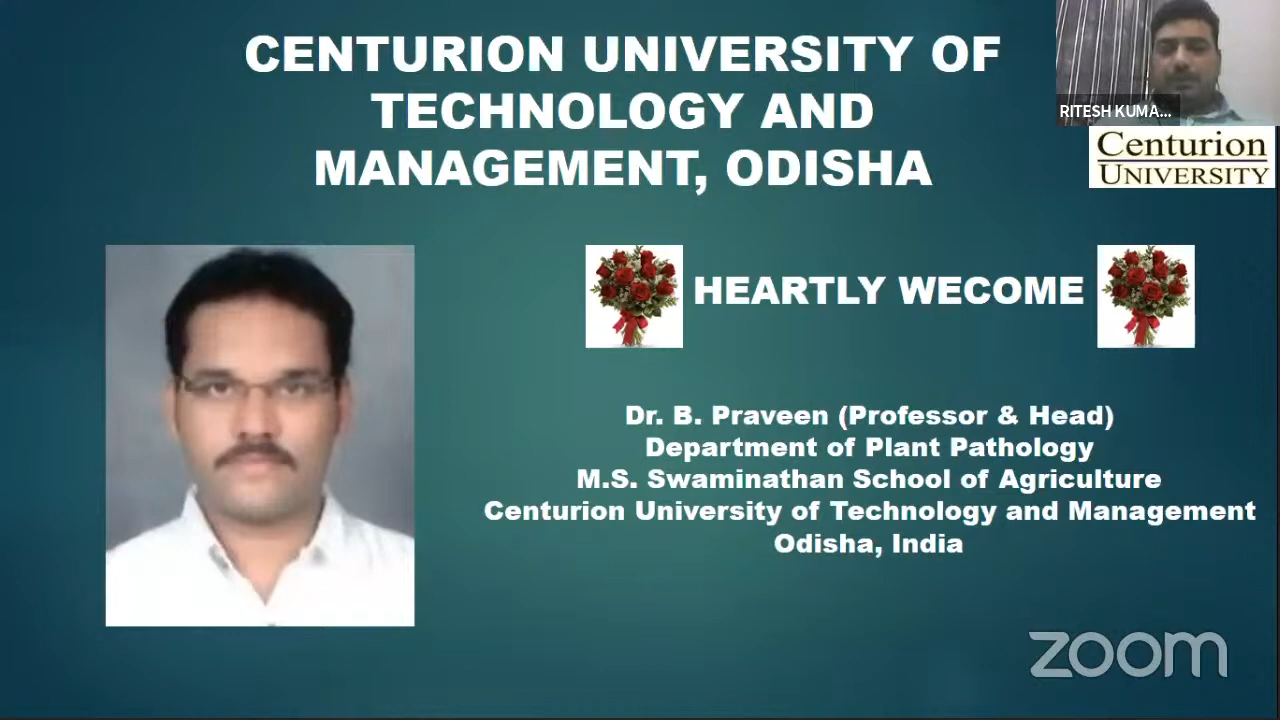 CENTURION UNIVERSITY OF
TECHNOLOGY AND
MANAGEMENT, ODISHA
RITESH KUMA...
Centurion
UNIVERSITY
HEARTLY WECOME
Dr. B. Praveen (Professor & Head)
Department of Plant Pathology
M.S. Swaminathan School of Agriculture
Centurion University of Technology and Management
Odisha, India
zoom